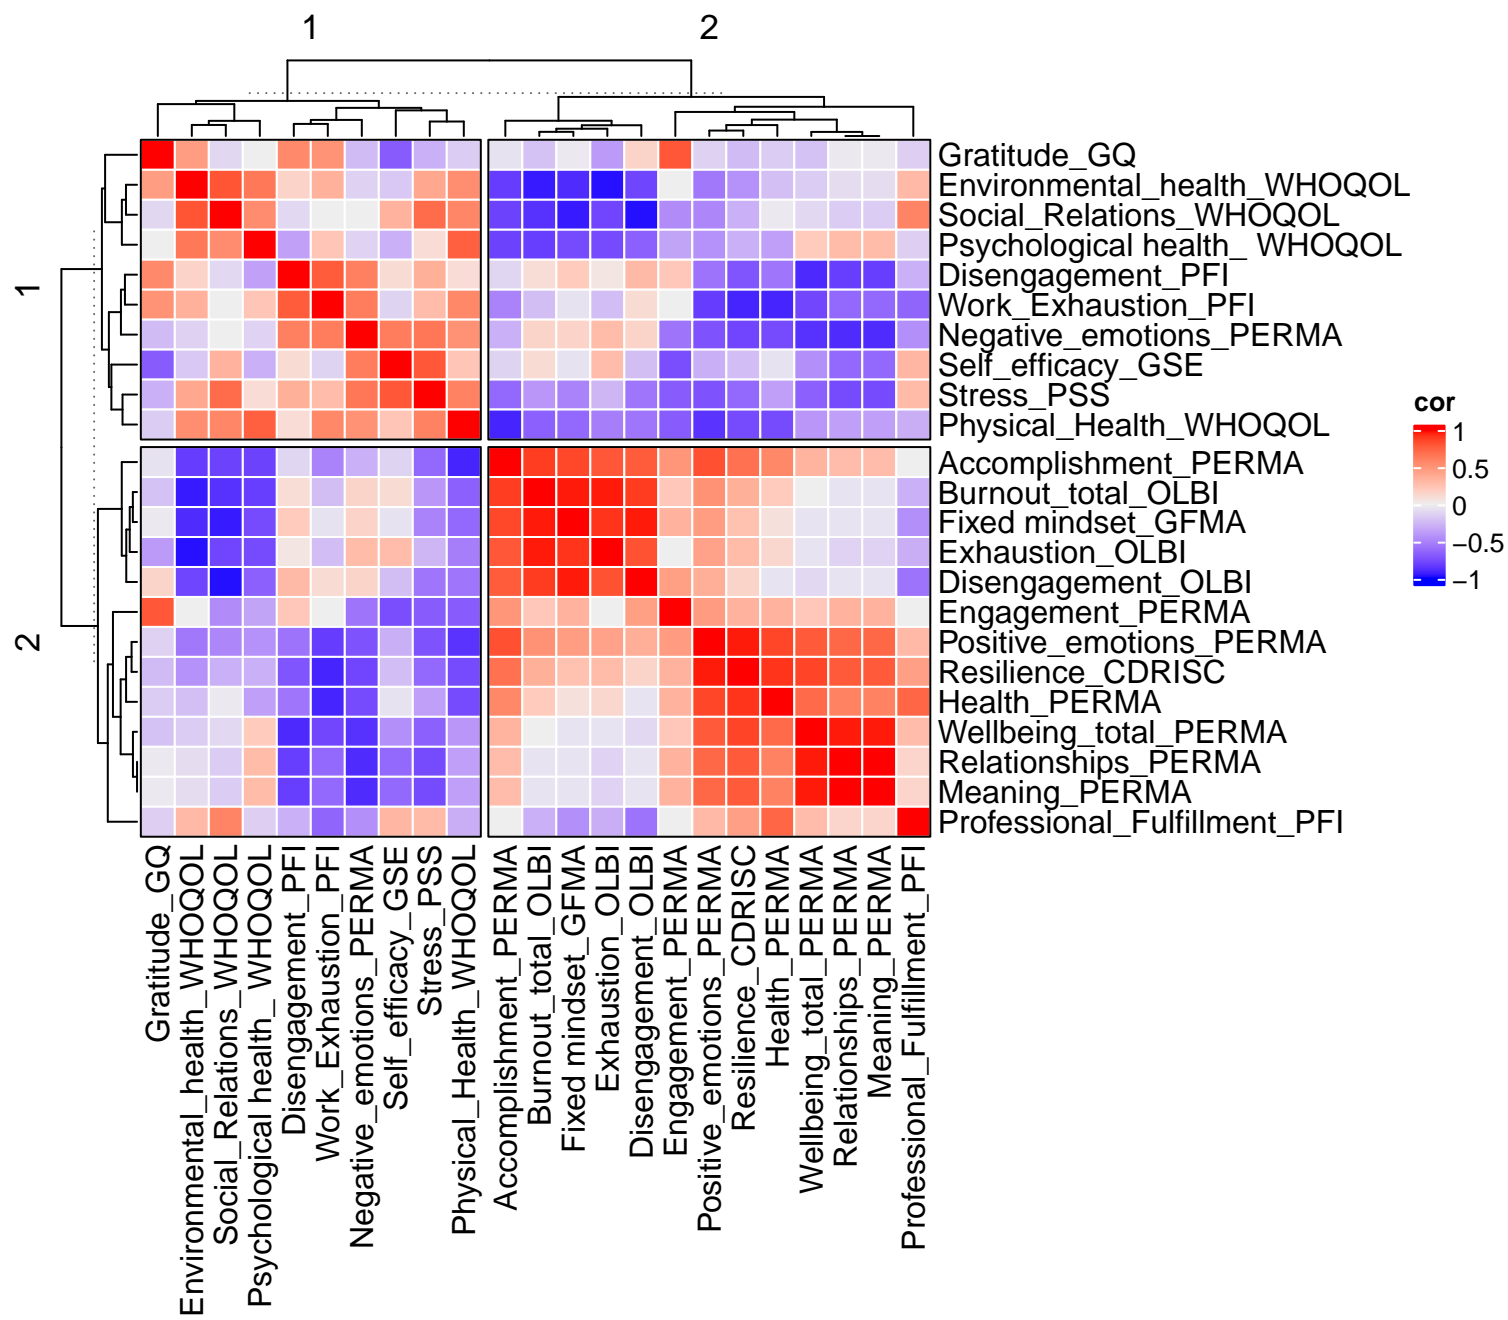 1 2
1
2
Gratitude_GQ
Environmental_health_WHOQOL
Social_Relations_WHOQOL
Psychological health_ WHOQOL
Disengagement_PFI
Work_Exhaustion_PFI
Negative_emotions_PERMA
Self_efficacy_GSE
Stress_PSS
Physical_Health_WHOQOL
Accomplishment_PERMA
Burnout_total_OLBI
Fixed mindset_GFMA
Exhaustion_OLBI
Disengagement_OLBI
Engagement_PERMA
Positive_emotions_PERMA
Resilience_CDRISC
Health_PERMA
Wellbeing_total_PERMA
Relationships_PERMA
Meaning_PERMA
Professional_Fulfillment_PFI
cor
1
0.5
0
−0.5
−1
Gratitude_GQ
Environmental_health_WHOQOL
Social_Relations_WHOQOL
Psychological health_ WHOQOL
Disengagement_PFI
Work_Exhaustion_PFI
Negative_emotions_PERMA
Self_efficacy_GSE
Stress_PSS
Physical_Health_WHOQOL
Accomplishment_PERMA
Burnout_total_OLBI
Fixed mindset_GFMA
Exhaustion_OLBI
Disengagement_OLBI
Engagement_PERMA
Positive_emotions_PERMA
Resilience_CDRISC
Health_PERMA
Wellbeing_total_PERMA
Relationships_PERMA
Meaning_PERMA
Professional_Fulfillment_PFI